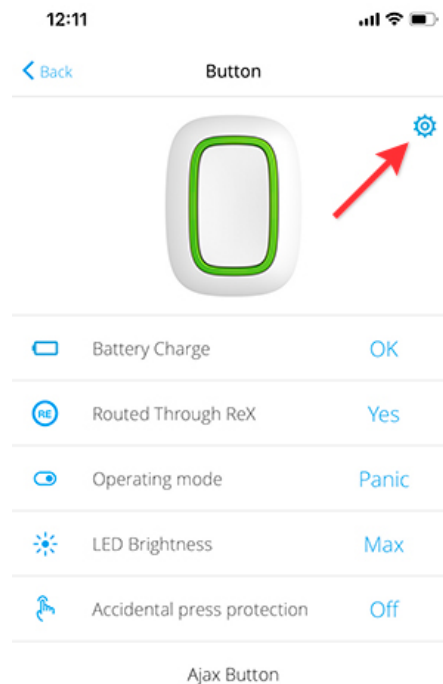 12:11
Back
Button
Battery Charge OK
RE Routed Through ReX Yes
Operating mode Panic
LED Brightness Max
Accidental press protection Off
Ajax Button